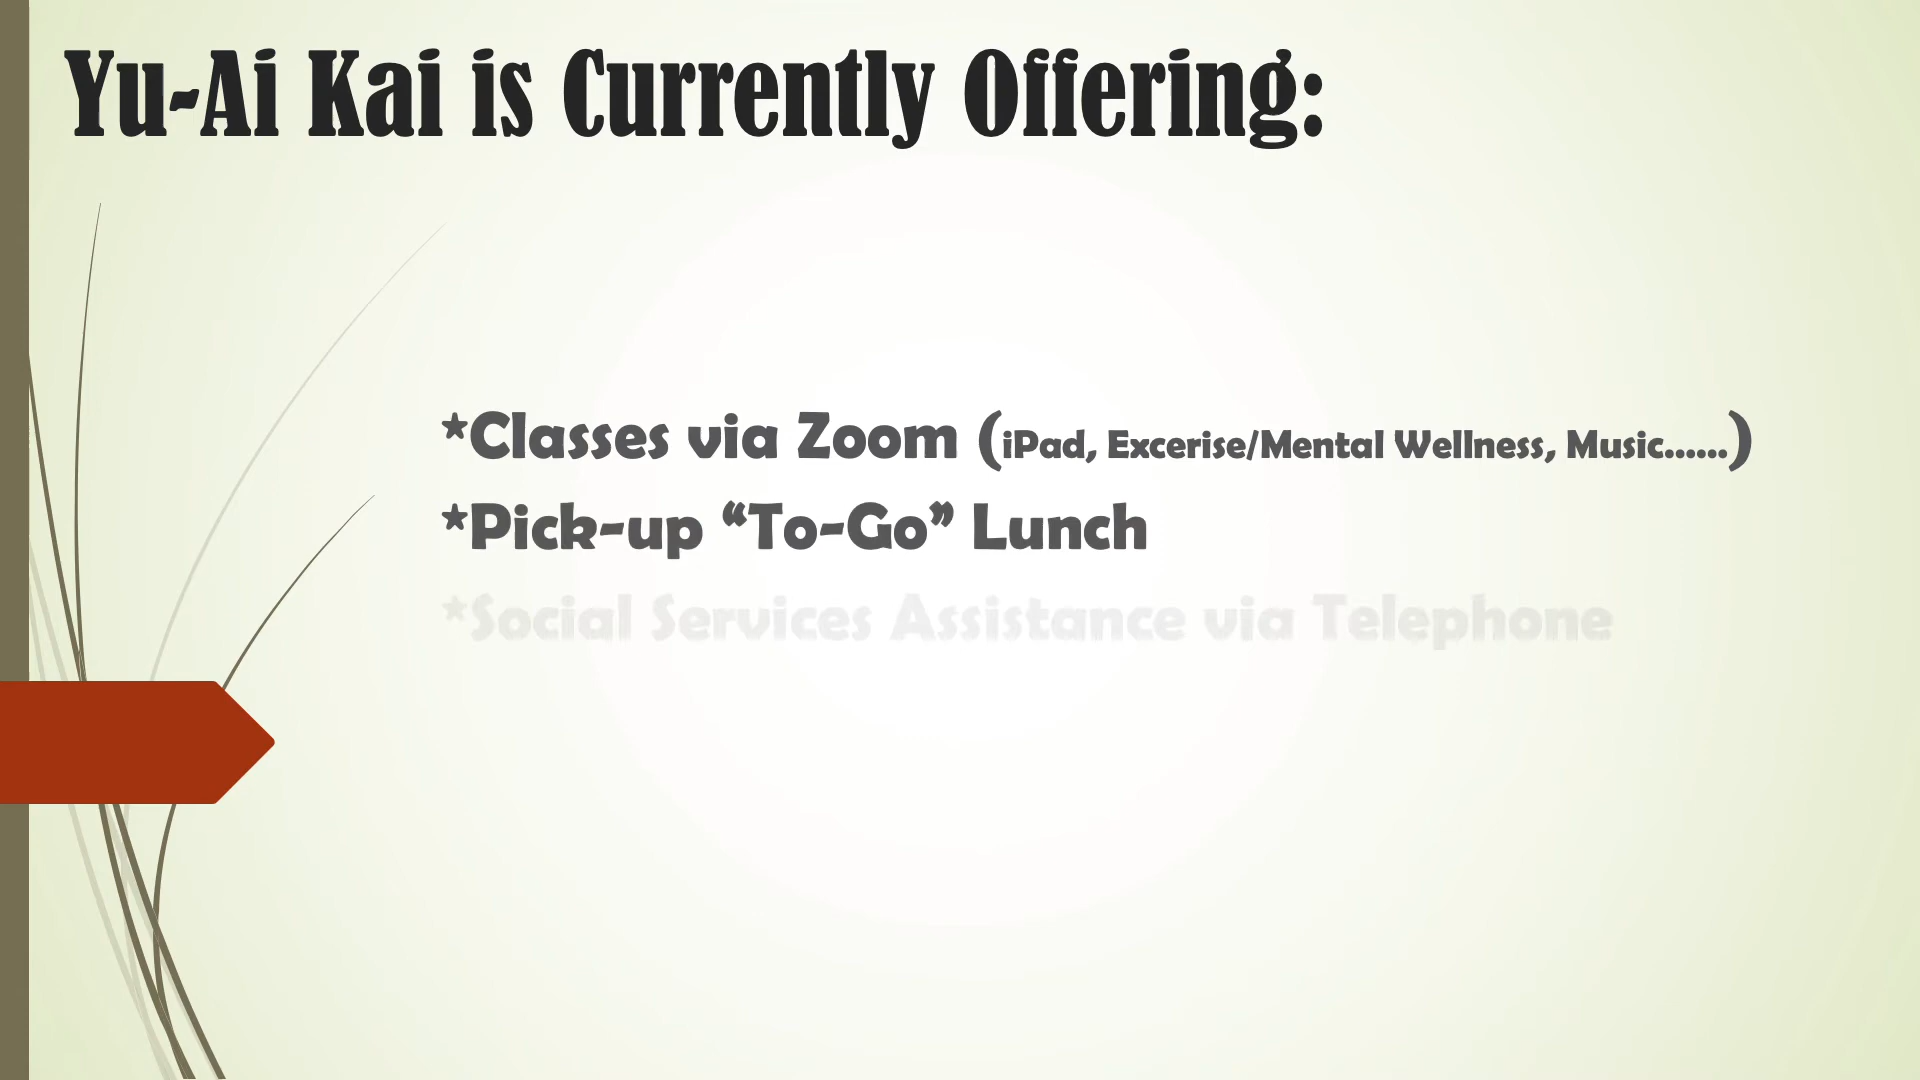 Yu-Ai Kai is Currently Offering:
*Classes via Zoom (iPad, Excerise/Mental Wellness, Music......)
*Pick-up “To-Go” Lunch
*Social Services Assistance via Telephone